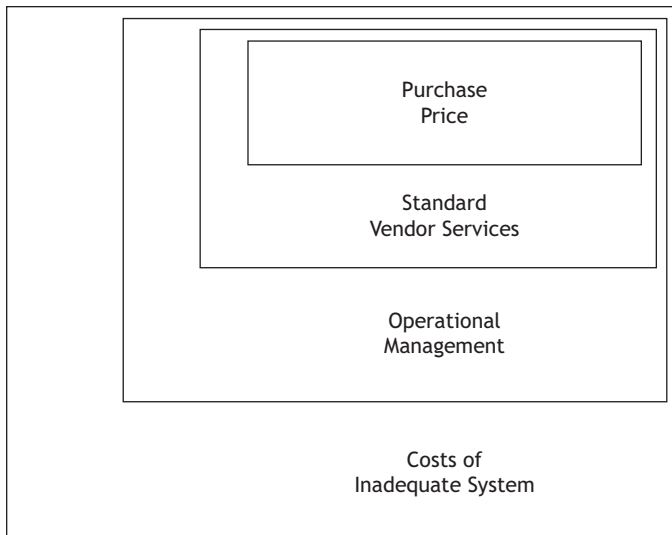 Purchase
Price
Standard
Vendor Services
Operational
Management
Costs of
Inadequate System